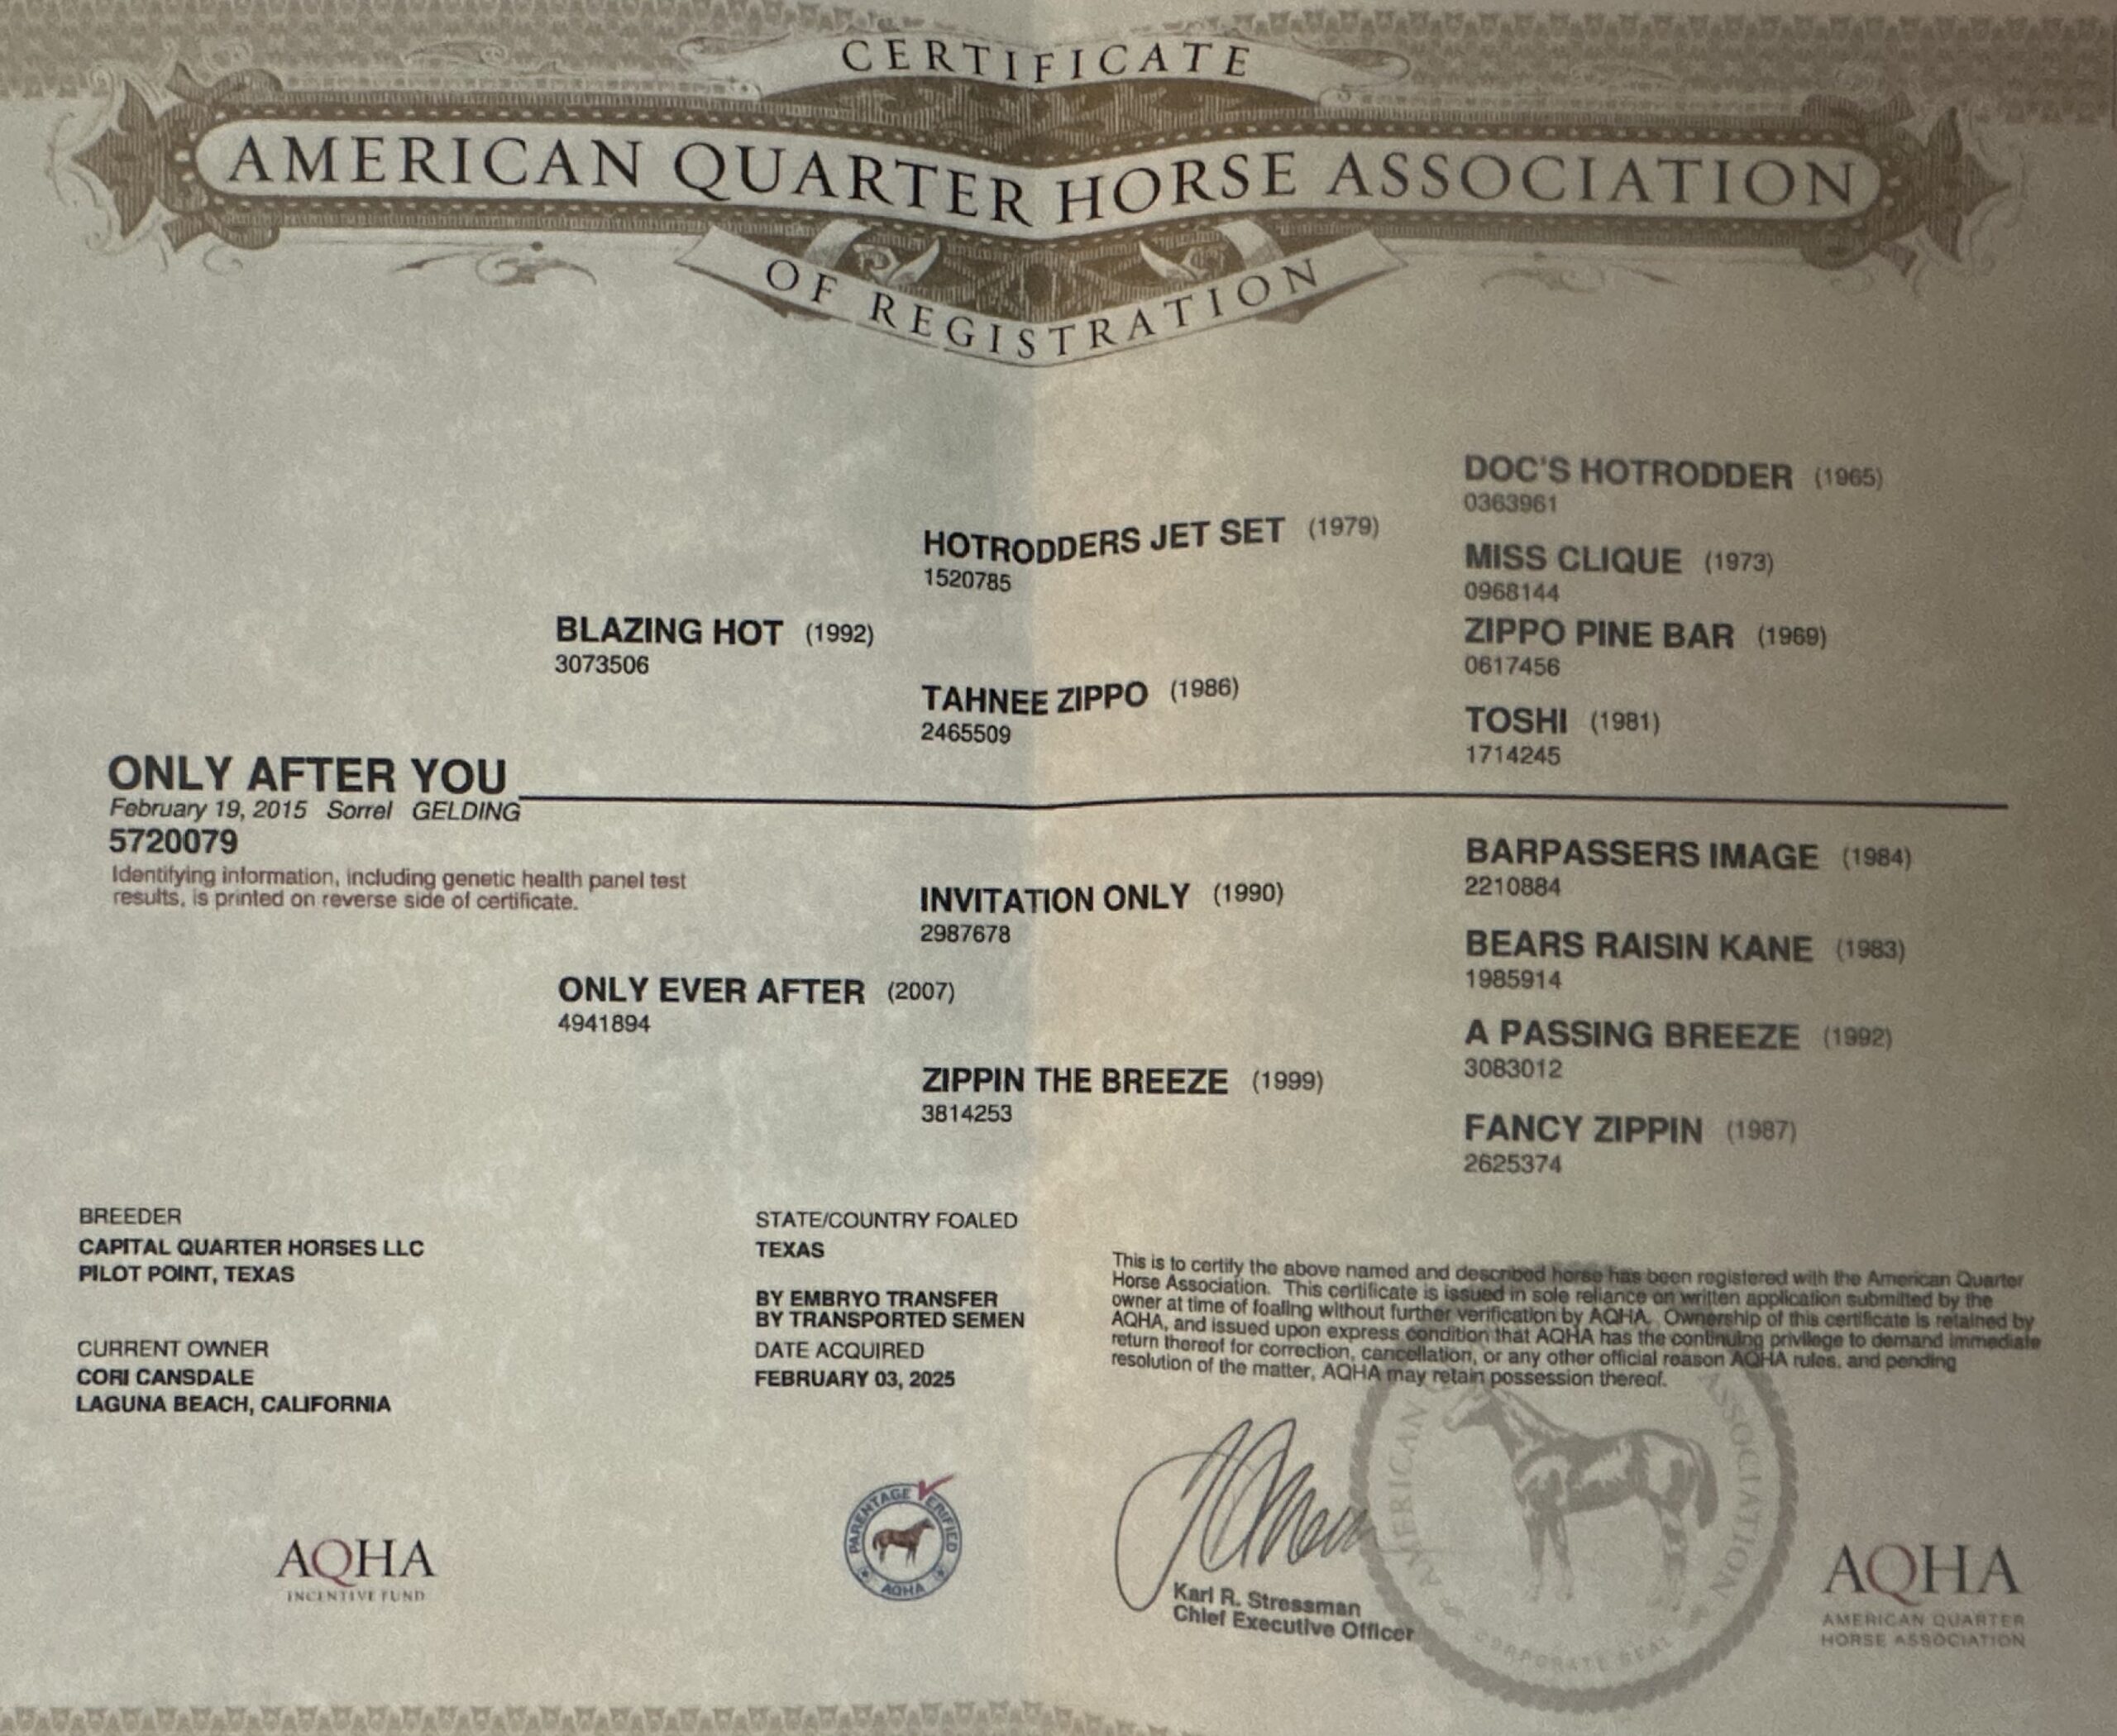 CERTIFICATE
AMERICAN QUARTER HORSE ASSOCIATION
OF REGISTRATION
DOC'S HOTRODDER (1965)
0363961
HOTRODDERS JET SET (1979)
1520785
MISS CLIQUE (1973)
0968144
BLAZING HOT (1992)
3073506
ZIPPO PINE BAR (1969)
0617456
TAHNEE ZIPPO (1986)
2465509
TOSHI (1981)
1714245
ONLY AFTER YOU
February 19, 2015 Sorrel GELDING
5720079
Identifying information, including genetic health panel test
results, is printed on reverse side of certificate.
BARPASSERS IMAGE (1984)
2210884
INVITATION ONLY (1990)
2987678
BEARS RAISIN KANE (1983)
1985914
ONLY EVER AFTER (2007)
4941894
A PASSING BREEZE (1992)
3083012
ZIPPIN THE BREEZE (1999)
3814253
FANCY ZIPPIN (1987)
2625374
BREEDER
CAPITAL QUARTER HORSES LLC
PILOT POINT, TEXAS
CURRENT OWNER
CORI CANSDALE
LAGUNA BEACH, CALIFORNIA
STATE/COUNTRY FOALED
TEXAS
BY EMBRYO TRANSFER
BY TRANSPORTED SEMEN
DATE ACQUIRED
FEBRUARY 03, 2025
This is to certify the above named and described horse has been registered with the American Quarter
Horse Association. This certificate is issued in sole reliance on written application submitted by the
owner at time of foaling without further verification by AQHA. Ownership of this certificate is retained by
AQHA, and issued upon express condition that AQHA has the continuing privilege to demand immediate
return thereof for correction, cancellation, or any other official reason AQHA rules, and pending
resolution of the matter, AQHA may retain possession thereof.
AQHA
INCENTIVE FUND
PARENTAGE VERIFIED
AQHA
Karl R. Stressman
Chief Executive Officer
AMERICAN
ASSOCIATION
CORPORATE SEAL
AQHA
AMERICAN QUARTER
HORSE ASSOCIATION